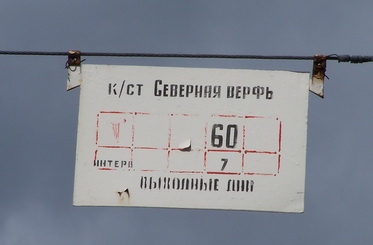 к/ст СЕВЕРНАЯ ВЕРФЬ
60
ИНТЕРВ 7
ВЫХОДНЫЕ ДНИ